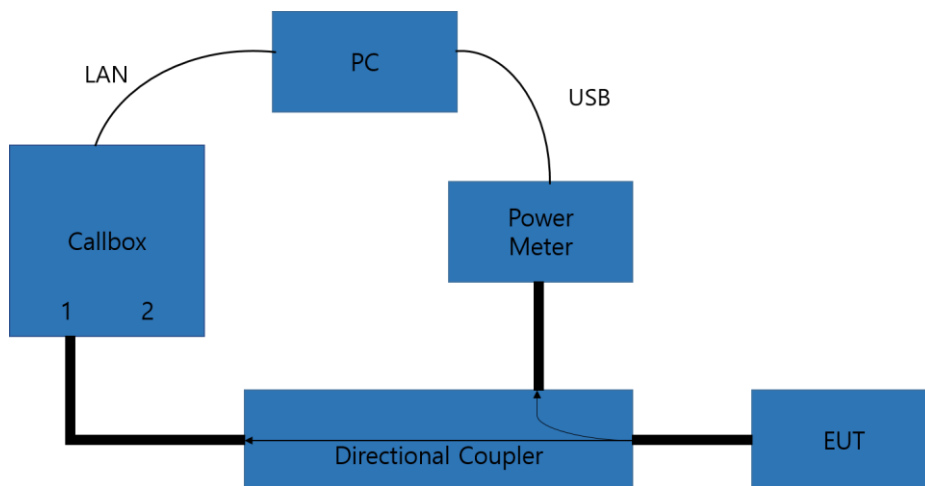 PC
LAN
USB
Callbox
1 2
Power
Meter
Directional Coupler
EUT